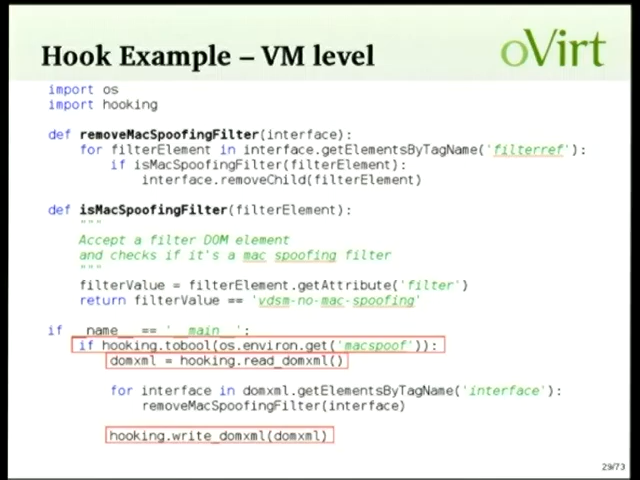 Hook Example – VM level
oVirt
import os
import hooking
def removeMacSpoofingFilter(interface):
for filterElement in interface.getElementsByTagName('filterref'):
if isMacSpoofingFilter(filterElement):
interface.removeChild(filterElement)
def isMacSpoofingFilter(filterElement):
"""
Accept a filter DOM element
and checks if it's a mac spoofing filter
"""
filterValue = filterElement.getAttribute('filter')
return filterValue == 'vdsm-no-mac-spoofing'
if __name__ == '__main__':
if hooking.tobool(os.environ.get('macspoof')):
domxml = hooking.read_domxml()
for interface in domxml.getElementsByTagName('interface'):
removeMacSpoofingFilter(interface)
hooking.write_domxml(domxml)
29/73